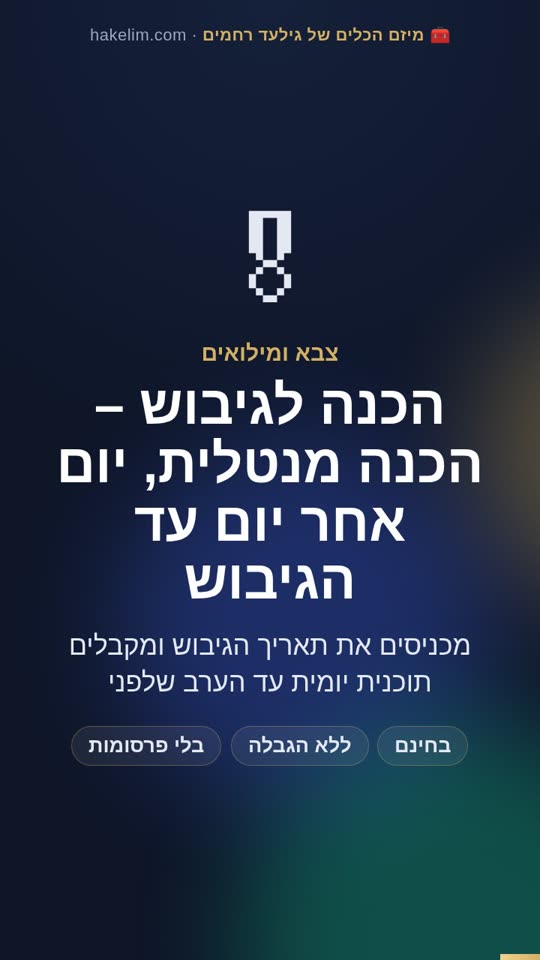 🧰 מיזם הכלים של גילעד רחמים · hakelim.com
צבא ומילואים
הכנה לגיבוש –
הכנה מנטלית, יום
אחר יום עד
הגיבוש
מכניסים את תאריך הגיבוש ומקבלים
תוכנית יומית עד הערב שלפני
בחינם
ללא הגבלה
בלי פרסומות